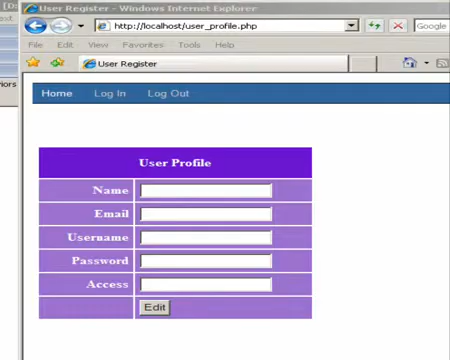 User Register - Windows Internet Explorer
http://localhost/user_profile.php
Google
File Edit View Favorites Tools Help
User Register
iors
Home Log In Log Out
User Profile
Name
Email
Username
Password
Access
Edit